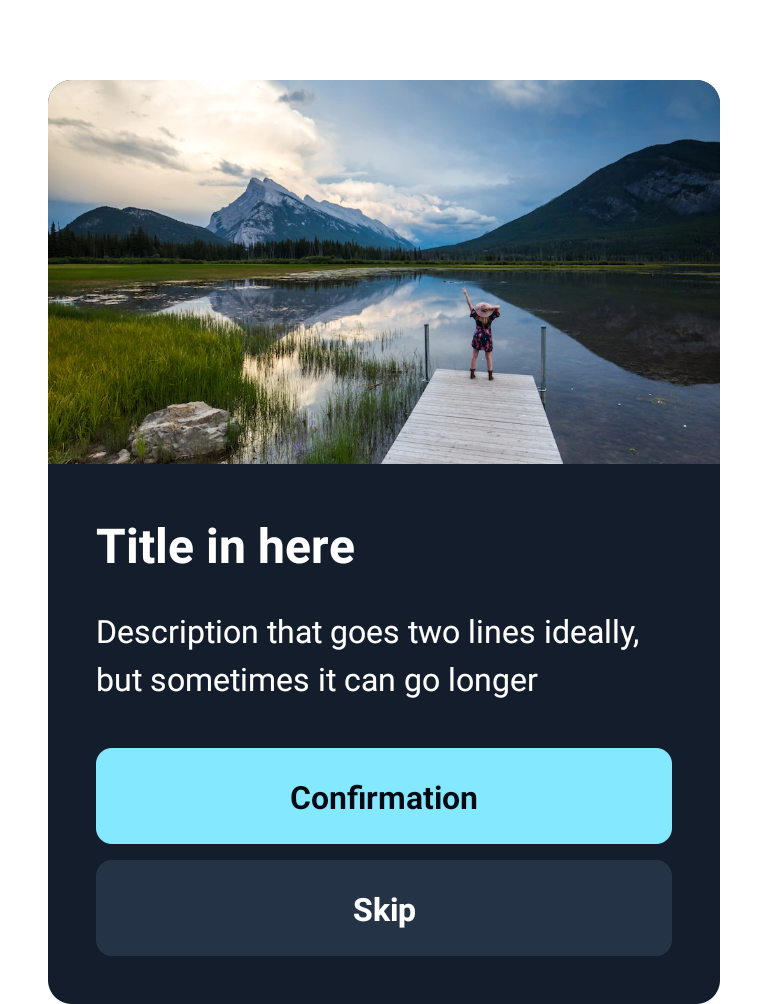 Title in here
Description that goes two lines ideally,
but sometimes it can go longer
Confirmation
Skip